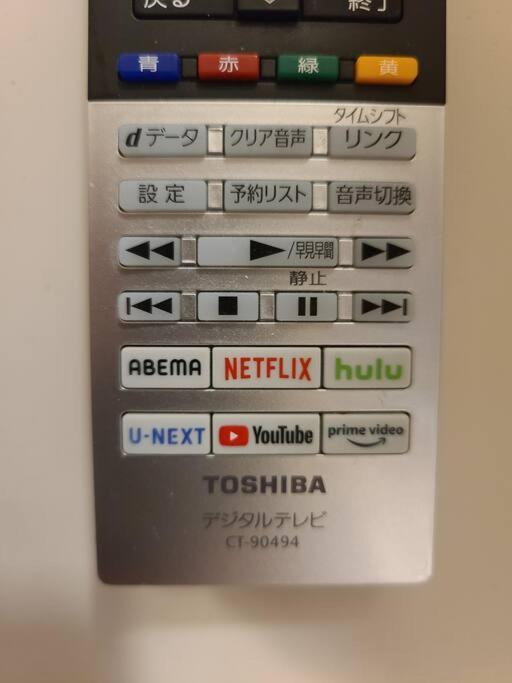 戻る 終了
青 赤 緑 黄
タイムシフト
dデータ クリア音声 リンク
設定 予約リスト 音声切換
/早見早聞
静止
ABEMA NETFLIX hulu
U-NEXT YouTube prime video
TOSHIBA
デジタルテレビ
CT-90494